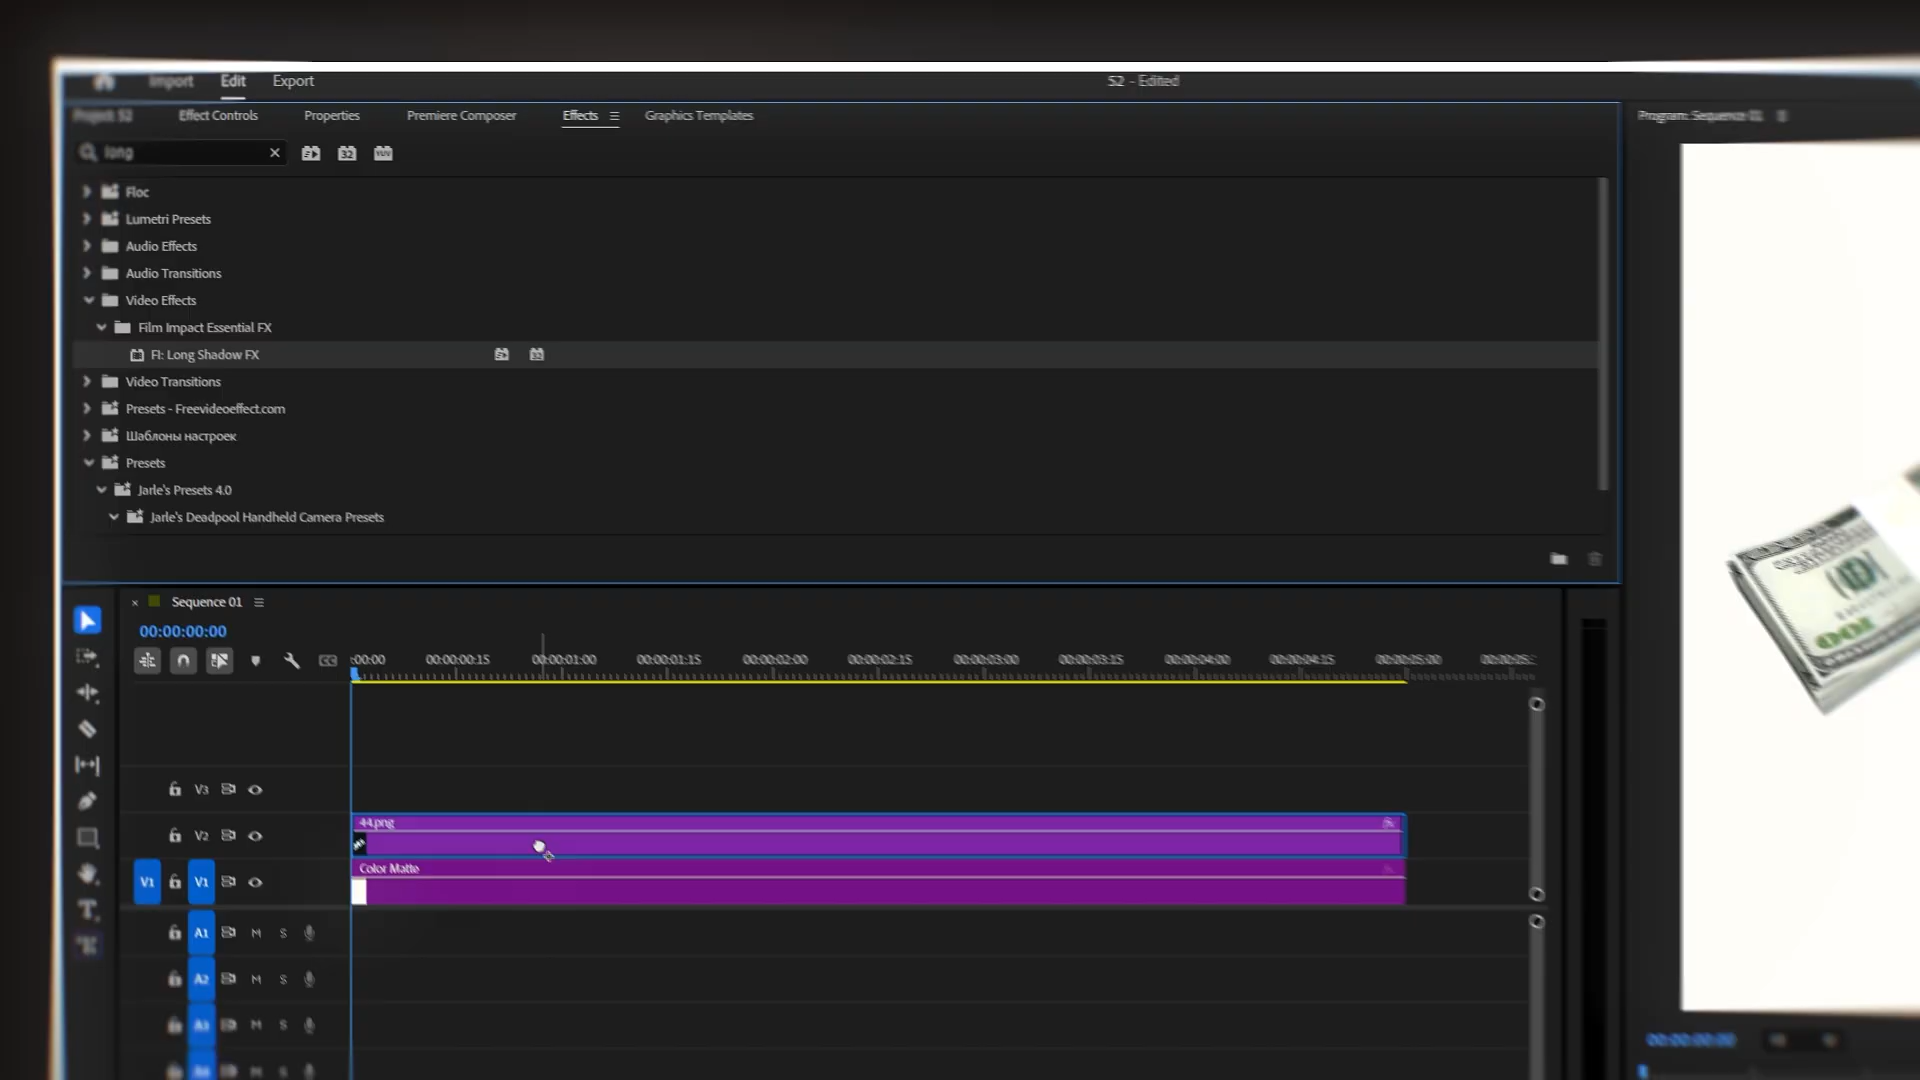 Import Edit Export
52 - Edited
Project: 52 Effect Controls Properties Premiere Composer Effects Graphics Templates
Program: Sequence 01
long
Floc
Lumetri Presets
Audio Effects
Audio Transitions
Video Effects
Film Impact Essential FX
FI: Long Shadow FX
Video Transitions
Presets - Freevideoeffect.com
Шаблоны настроек
Presets
Jarle's Presets 4.0
Jarle's Deadpool Handheld Camera Presets
Sequence 01
00:00:00:00
:00:00 00:00:00:15 00:00:01:00 00:00:01:15 00:00:02:00 00:00:02:15 00:00:03:00 00:00:03:15 00:00:04:00 00:00:04:15 00:00:05:00 00:00:05:
V3
44.png
V2
Color Matte
V1 V1
A1 M S
A2 M S
A3 M S
A4 M S
00:00:00:00
100